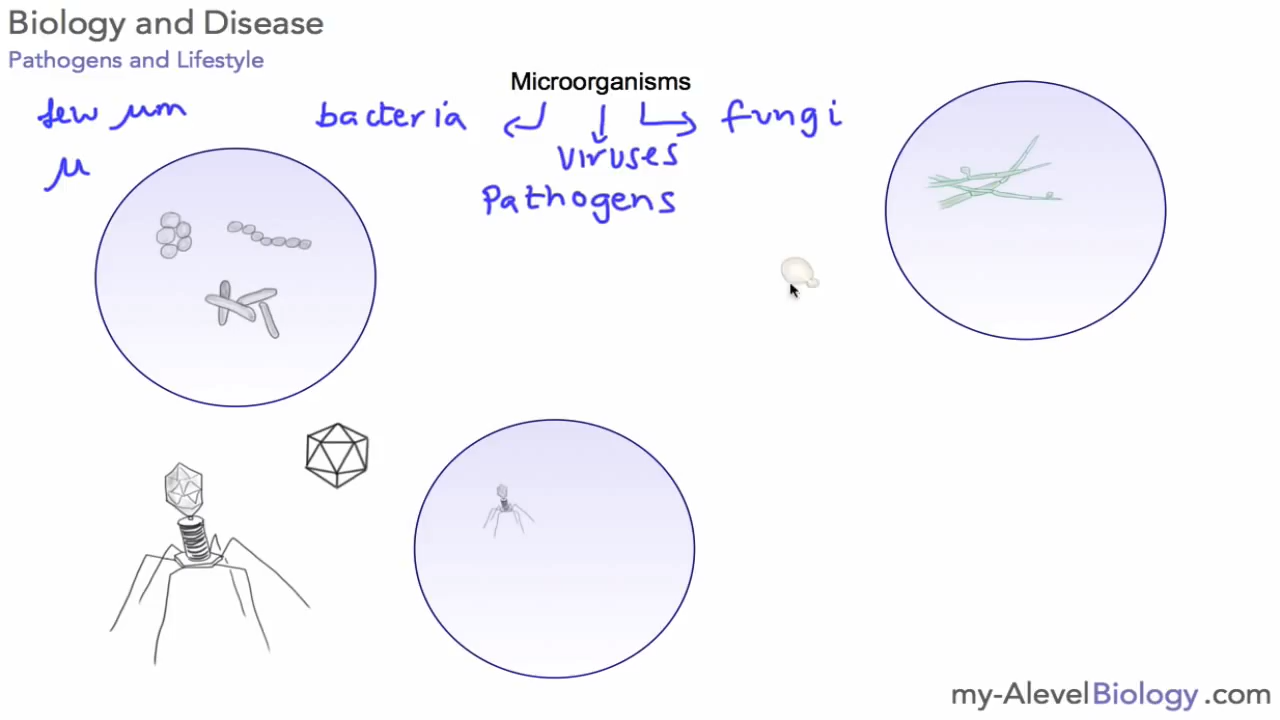 Biology and Disease
Pathogens and Lifestyle
Microorganisms
few µm
bacteria
fungi
µ
viruses
Pathogens
my-AlevelBiology.com